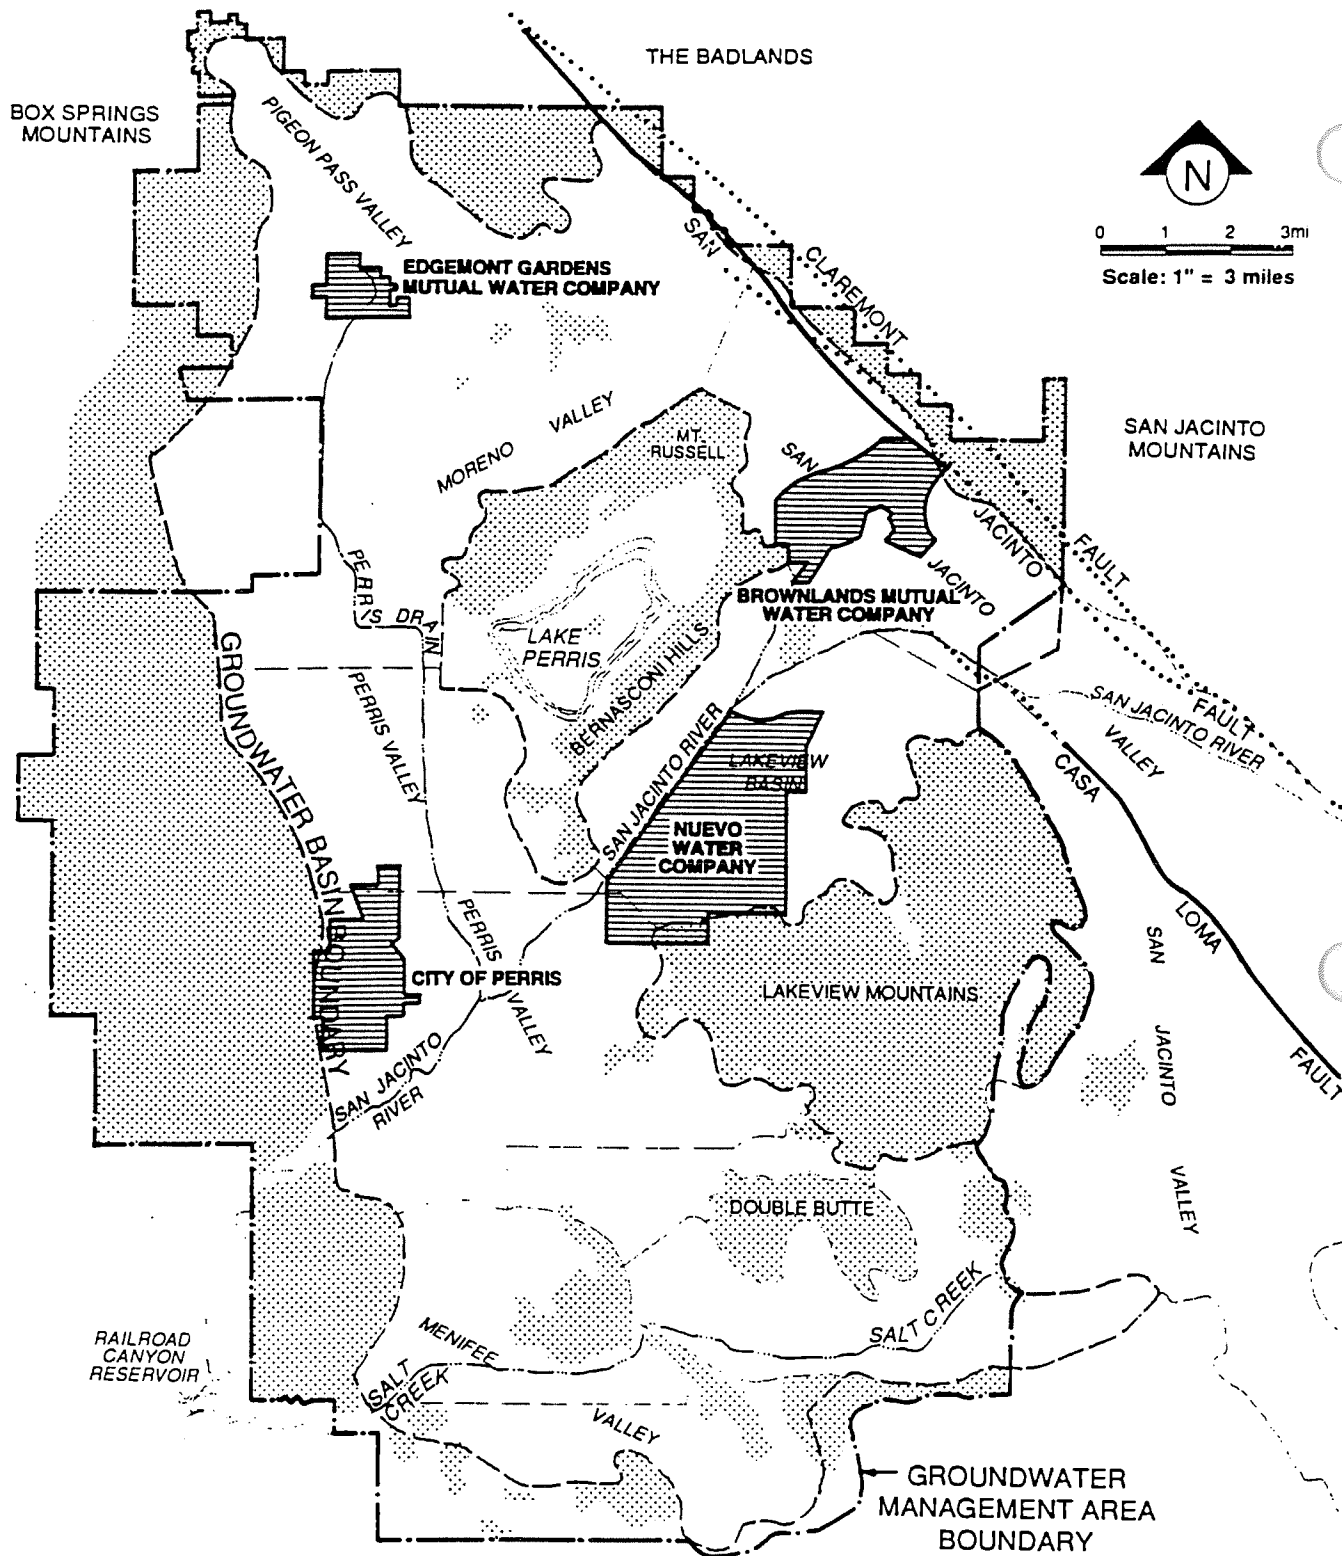 THE BADLANDS
BOX SPRINGS
MOUNTAINS
PIGEON PASS VALLEY
N
0 1 2 3mi
Scale: 1" = 3 miles
SAN
CLAREMONT
EDGEMONT GARDENS
MUTUAL WATER COMPANY
MORENO VALLEY
MT.
RUSSELL
SAN JACINTO
MOUNTAINS
SAN
JACINTO
FAULT
JACINTO
PERRIS DRAIN
BROWNLANDS MUTUAL
WATER COMPANY
LAKE
PERRIS
BERNASCONI HILLS
GROUNDWATER BASIN BOUNDARY
PERRIS VALLEY
SAN JACINTO RIVER
FAULT
SAN JACINTO RIVER
VALLEY
CASA
LOMA
FAULT
LAKEVIEW
BASIN
NUEVO
WATER
COMPANY
PERRIS
VALLEY
CITY OF PERRIS
LAKEVIEW MOUNTAINS
SAN
JACINTO
VALLEY
SAN JACINTO
RIVER
DOUBLE BUTTE
SALT CREEK
MENIFEE
VALLEY
RAILROAD
CANYON
RESERVOIR
SALT
CREEK
GROUNDWATER
MANAGEMENT AREA
BOUNDARY